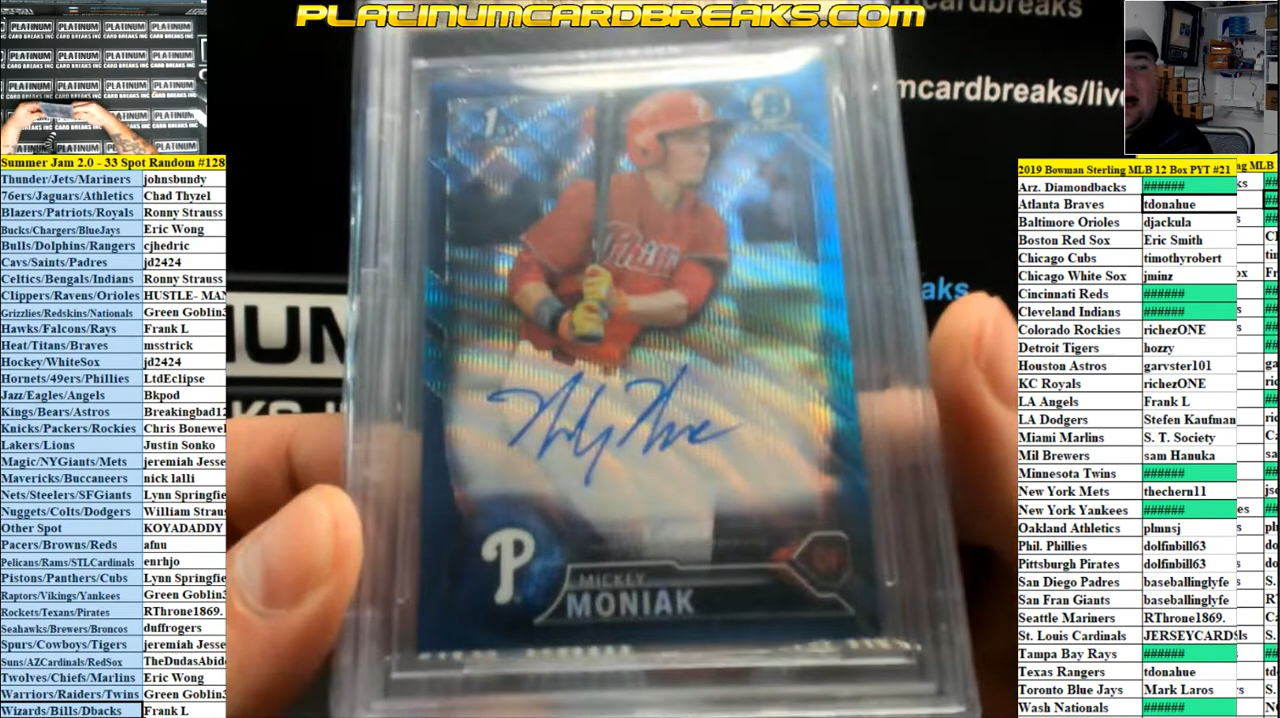 PLATINUMCARDBREAKS.COM
cardbreaks
mcardbreaks/live
aks
PLATINUM
CARD BREAKS INC
Phillies
P
MICKEY
MONIAK
OF
Summer Jam 2.0 - 33 Spot Random #128
Thunder/Jets/Mariners johnsbundy
76ers/Jaguars/Athletics Chad Thyzel
Blazers/Patriots/Royals Ronny Strauss
Bucks/Chargers/BlueJays Eric Wong
Bulls/Dolphins/Rangers cjhedric
Cavs/Saints/Padres jd2424
Celtics/Bengals/Indians Ronny Strauss
Clippers/Ravens/Orioles HUSTLE- MAN
Grizzlies/Redskins/Nationals Green Goblin3
Hawks/Falcons/Rays Frank L
Heat/Titans/Braves msstrick
Hockey/WhiteSox jd2424
Hornets/49ers/Phillies LtdEclipse
Jazz/Eagles/Angels Bkpod
Kings/Bears/Astros Breakingbad12
Knicks/Packers/Rockies Chris Bonewel
Lakers/Lions Justin Sonko
Magic/NYGiants/Mets jeremiah Jesse
Mavericks/Buccaneers nick lalli
Nets/Steelers/SFGiants Lynn Springfie
Nuggets/Colts/Dodgers William Straus
Other Spot KOYADADDY
Pacers/Browns/Reds afnu
Pelicans/Rams/STLCardinals enrhjo
Pistons/Panthers/Cubs Lynn Springfie
Raptors/Vikings/Yankees Green Goblin3
Rockets/Texans/Pirates RThrone1869.
Seahawks/Brewers/Broncos duffrogers
Spurs/Cowboys/Tigers jeremiah Jesse
Suns/AZCardinals/RedSox TheDudasAbide
Twolves/Chiefs/Marlins Eric Wong
Warriors/Raiders/Twins Green Goblin3
Wizards/Bills/Dbacks Frank L
2019 Bowman Sterling MLB 12 Box PYT #21
Arz. Diamondbacks ######
Atlanta Braves tdonahue
Baltimore Orioles djackula
Boston Red Sox Eric Smith
Chicago Cubs timothyrobert
Chicago White Sox jminz
Cincinnati Reds ######
Cleveland Indians ######
Colorado Rockies richezONE
Detroit Tigers hozzy
Houston Astros garvster101
KC Royals richezONE
LA Angels Frank L
LA Dodgers Stefen Kaufman
Miami Marlins S. T. Society
Mil Brewers sam Hanuka
Minnesota Twins ######
New York Mets thechern11
New York Yankees ######
Oakland Athletics plmnsj
Phil. Phillies dolfinbill63
Pittsburgh Pirates dolfinbill63
San Diego Padres baseballinglyfe
San Fran Giants baseballinglyfe
Seattle Mariners RThrone1869.
St. Louis Cardinals JERSEYCARDS
Tampa Bay Rays ######
Texas Rangers tdonahue
Toronto Blue Jays Mark Laros
Wash Nationals ######